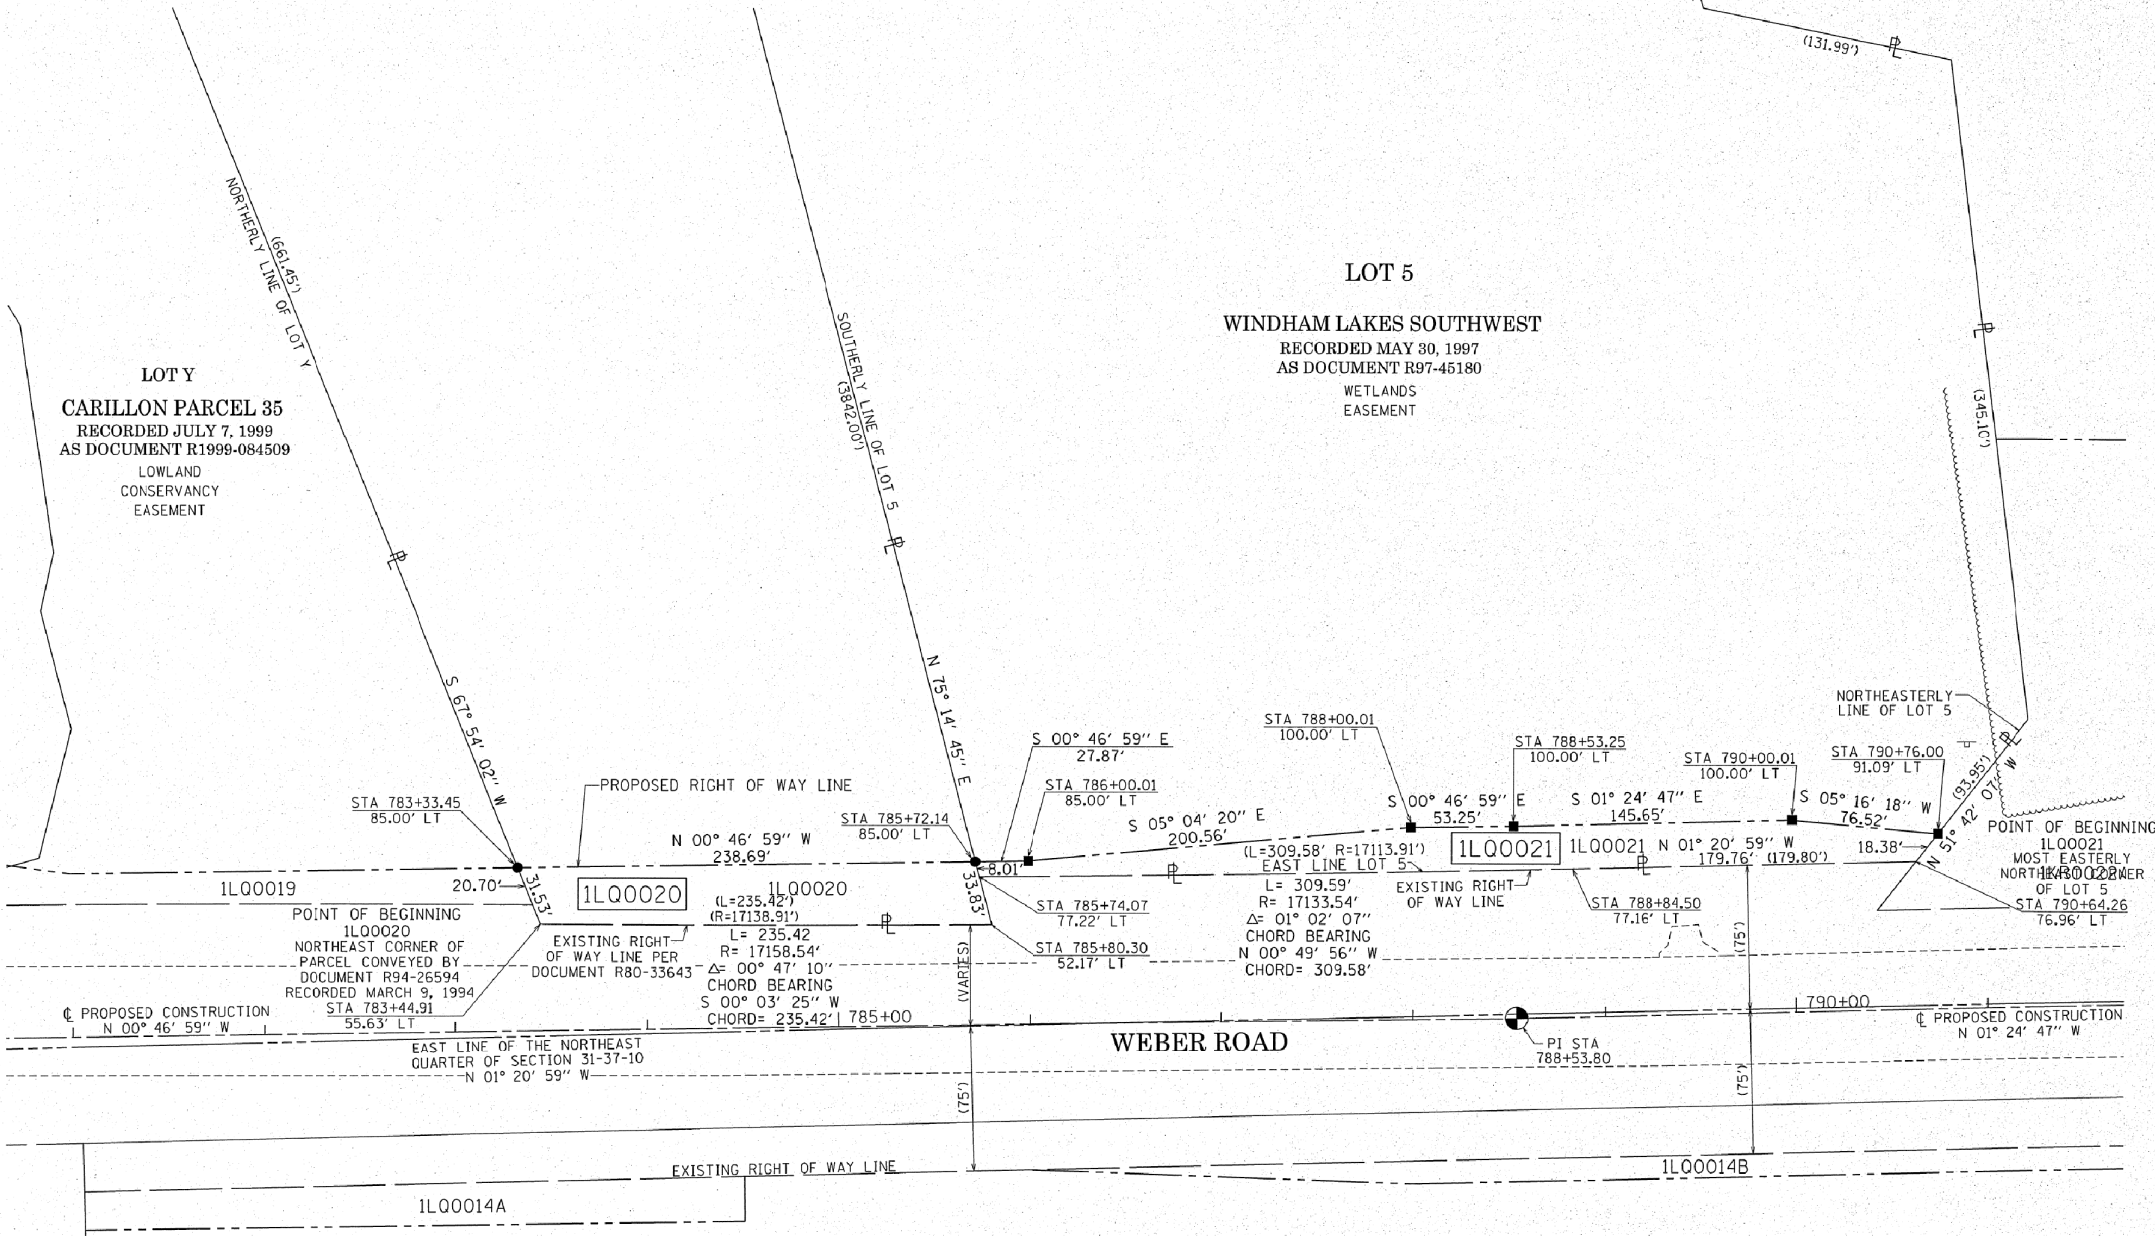 (131.99')
NORTHERLY LINE OF LOT Y
(661.45')
SOUTHERLY LINE OF LOT 5
(3842.00')
LOT 5
WINDHAM LAKES SOUTHWEST
RECORDED MAY 30, 1997
AS DOCUMENT R97-45180
WETLANDS
EASEMENT
LOT Y
CARILLON PARCEL 35
RECORDED JULY 7, 1999
AS DOCUMENT R1999-084509
LOWLAND
CONSERVANCY
EASEMENT
(345.10')
S 67° 54' 02" W
N 75° 14' 45" E
NORTHEASTERLY
LINE OF LOT 5
S 00° 46' 59" E
27.87'
STA 788+00.01
100.00' LT
STA 788+53.25
100.00' LT
STA 790+00.01
100.00' LT
STA 790+76.00
91.09' LT
(93.95')
N 51° 42' 07" W
PROPOSED RIGHT OF WAY LINE
STA 786+00.01
85.00' LT
STA 783+33.45
85.00' LT
STA 785+72.14
85.00' LT
S 05° 04' 20" E
200.56'
S 00° 46' 59" E
53.25'
S 01° 24' 47" E
145.65'
S 05° 16' 18" W
76.52'
N 00° 46' 59" W
238.69'
(L=309.58' R=17113.91')
EAST LINE LOT 5
1LQ0021
1LQ0021
N 01° 20' 59" W
179.76' (179.80')
18.38'
POINT OF BEGINNING
1LQ0021
MOST EASTERLY
NORTHEAST CORNER
OF LOT 5
STA 790+64.26
76.96' LT
8.01'
33.83'
1LQ0019
20.70'
31.53'
1LQ0020
1LQ0020
(L=235.42')
(R=17138.91')
L= 235.42
R= 17158.54'
Δ= 00° 47' 10"
CHORD BEARING
S 00° 03' 25" W
CHORD= 235.42'
L= 309.59'
R= 17133.54'
Δ= 01° 02' 07"
CHORD BEARING
N 00° 49' 56" W
CHORD= 309.58'
EXISTING RIGHT
OF WAY LINE
STA 788+84.50
77.16' LT
STA 785+74.07
77.22' LT
STA 785+80.30
52.17' LT
POINT OF BEGINNING
1LQ0020
NORTHEAST CORNER OF
PARCEL CONVEYED BY
DOCUMENT R94-26594
RECORDED MARCH 9, 1994
STA 783+44.91
55.63' LT
EXISTING RIGHT
OF WAY LINE PER
DOCUMENT R80-33643
(VARIES)
(75')
℄ PROPOSED CONSTRUCTION
N 00° 46' 59" W
785+00
790+00
℄ PROPOSED CONSTRUCTION
N 01° 24' 47" W
EAST LINE OF THE NORTHEAST
QUARTER OF SECTION 31-37-10
N 01° 20' 59" W
WEBER ROAD
PI STA
788+53.80
(75')
(75')
EXISTING RIGHT OF WAY LINE
1LQ0014A
1LQ0014B